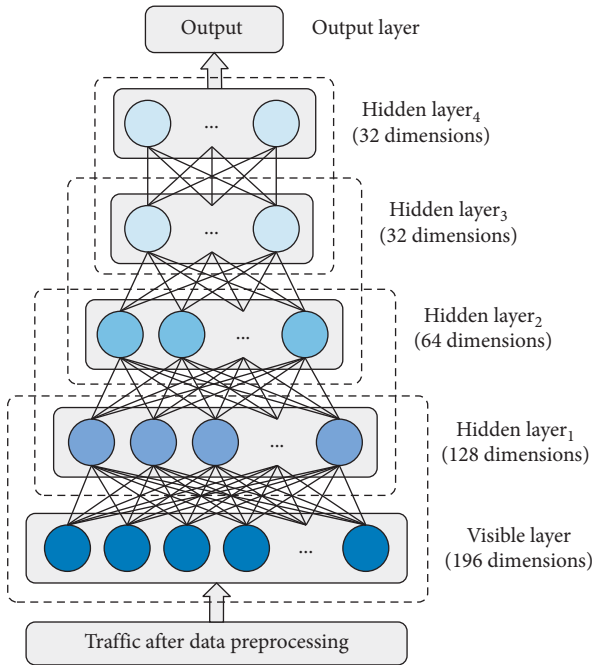 Output
Output layer
...
Hidden layer₄
(32 dimensions)
...
Hidden layer₃
(32 dimensions)
...
Hidden layer₂
(64 dimensions)
...
Hidden layer₁
(128 dimensions)
...
Visible layer
(196 dimensions)
Traffic after data preprocessing